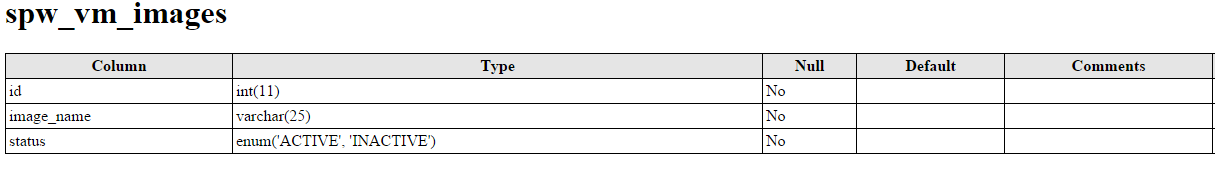 spw_vm_images
Column Type Null Default Comments
id int(11) No
image_name varchar(25) No
status enum('ACTIVE', 'INACTIVE') No